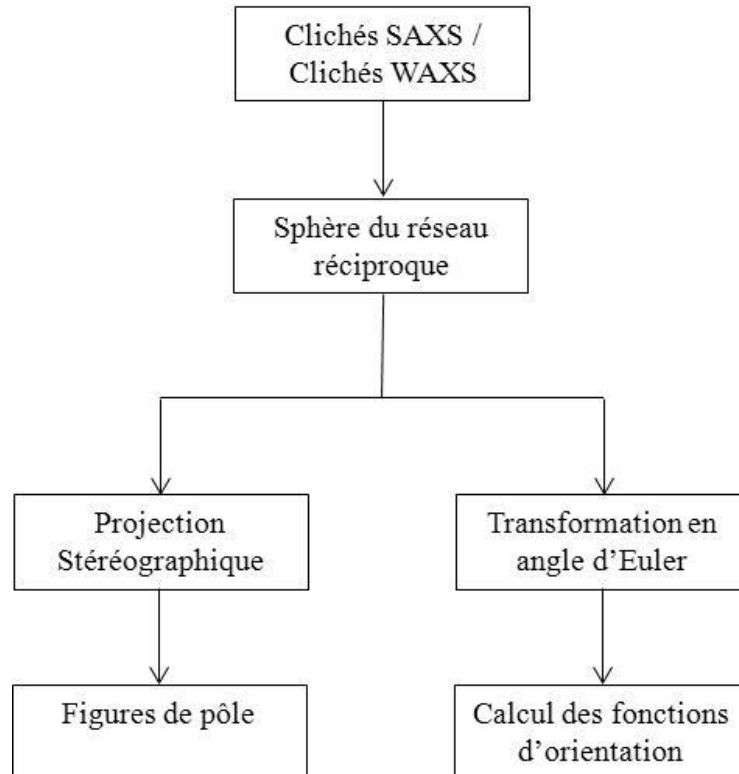 Clichés SAXS /
Clichés WAXS
Sphère du réseau
réciproque
Projection
Stéréographique
Transformation en
angle d'Euler
Figures de pôle
Calcul des fonctions
d'orientation